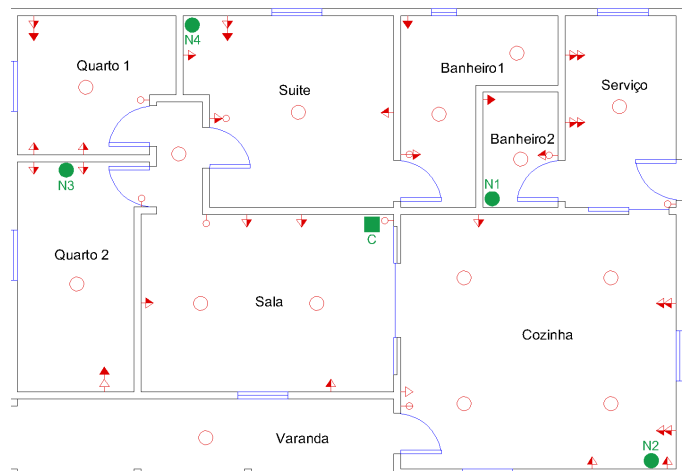 N4
Quarto 1
Suite
Banheiro1
Serviço
Banheiro2
N3
N1
C
Quarto 2
Sala
Cozinha
Varanda
N2